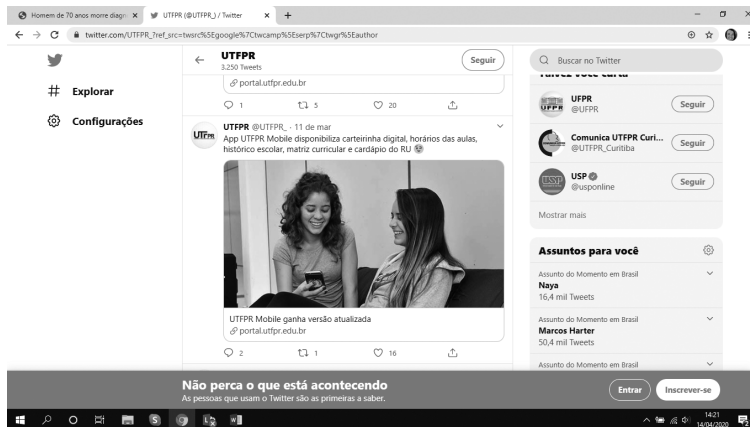 Homem de 70 anos morre diagn
UTFPR (@UTFPR_) / Twitter
twitter.com/UTFPR_?ref_src=twsrc%5Egoogle%7Ctwcamp%5Eserp%7Ctwgr%5Eauthor
UTFPR
3.250 Tweets
Seguir
Buscar no Twitter
Explorar
Configurações
portal.utfpr.edu.br
1 5 20
UTFPR @UTFPR_ · 11 de mar
App UTFPR Mobile disponibiliza carteirinha digital, horários das aulas,
histórico escolar, matriz curricular e cardápio do RU
UTFPR Mobile ganha versão atualizada
portal.utfpr.edu.br
2 1 16
Talvez você curta
UFPR
@UFPR
Seguir
Comunica UTFPR Curi...
@UTFPR_Curitiba
Seguir
USP
@usponline
Seguir
Mostrar mais
Assuntos para você
Assunto do Momento em Brasil
Naya
16,4 mil Tweets
Assunto do Momento em Brasil
Marcos Harter
50,4 mil Tweets
Assunto do Momento em Brasil
Não perca o que está acontecendo
As pessoas que usam o Twitter são as primeiras a saber.
Entrar
Inscrever-se
14:21
14/04/2020